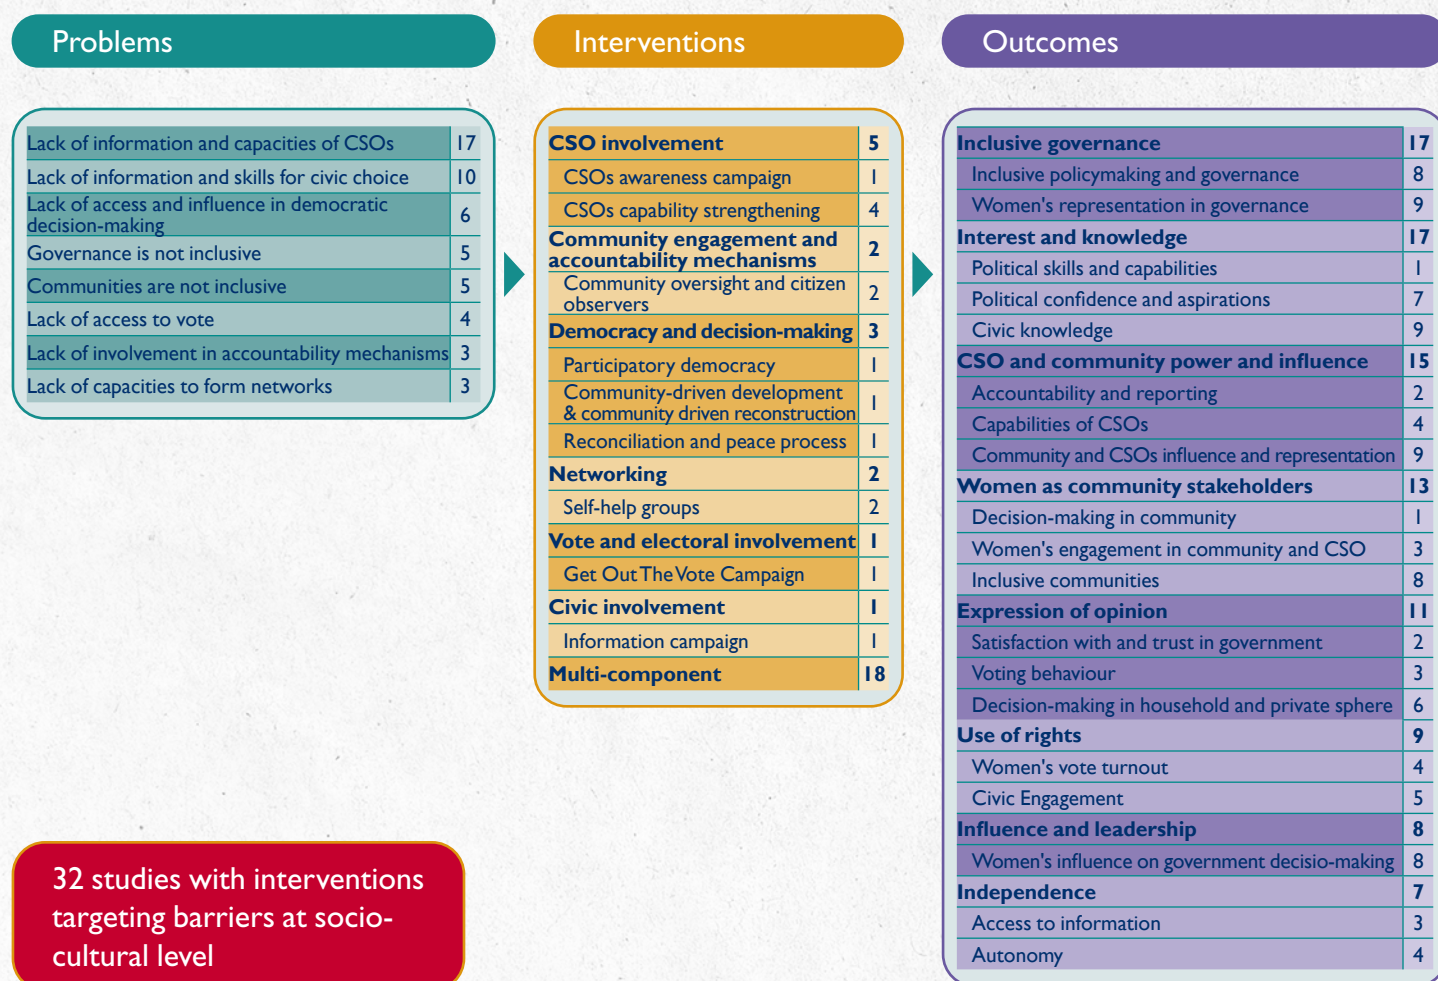 Problems
Lack of information and capacities of CSOs 17
Lack of information and skills for civic choice 10
Lack of access and influence in democratic
decision-making 6
Governance is not inclusive 5
Communities are not inclusive 5
Lack of access to vote 4
Lack of involvement in accountability mechanisms 3
Lack of capacities to form networks 3
32 studies with interventions
targeting barriers at socio-
cultural level
Interventions
CSO involvement 5
CSOs awareness campaign 1
CSOs capability strengthening 4
Community engagement and
accountability mechanisms 2
Community oversight and citizen
observers 2
Democracy and decision-making 3
Participatory democracy 1
Community-driven development
& community driven reconstruction 1
Reconciliation and peace process 1
Networking 2
Self-help groups 2
Vote and electoral involvement 1
Get Out The Vote Campaign 1
Civic involvement 1
Information campaign 1
Multi-component 18
Outcomes
Inclusive governance 17
Inclusive policymaking and governance 8
Women's representation in governance 9
Interest and knowledge 17
Political skills and capabilities 1
Political confidence and aspirations 7
Civic knowledge 9
CSO and community power and influence 15
Accountability and reporting 2
Capabilities of CSOs 4
Community and CSOs influence and representation 9
Women as community stakeholders 13
Decision-making in community 1
Women's engagement in community and CSO 3
Inclusive communities 8
Expression of opinion 11
Satisfaction with and trust in government 2
Voting behaviour 3
Decision-making in household and private sphere 6
Use of rights 9
Women's vote turnout 4
Civic Engagement 5
Influence and leadership 8
Women's influence on government decisio-making 8
Independence 7
Access to information 3
Autonomy 4